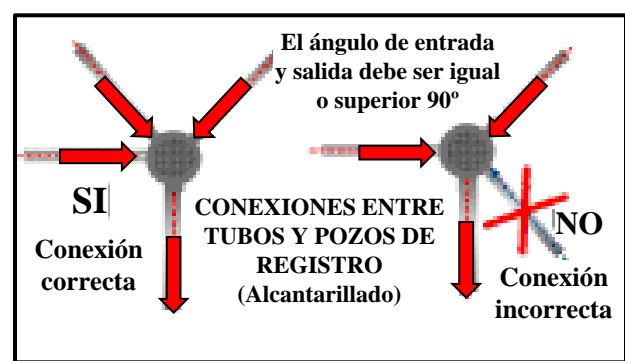 El ángulo de entrada
y salida debe ser igual
o superior 90º
SI
Conexión
correcta
CONEXIONES ENTRE
TUBOS Y POZOS DE
REGISTRO
(Alcantarillado)
NO
Conexión
incorrecta